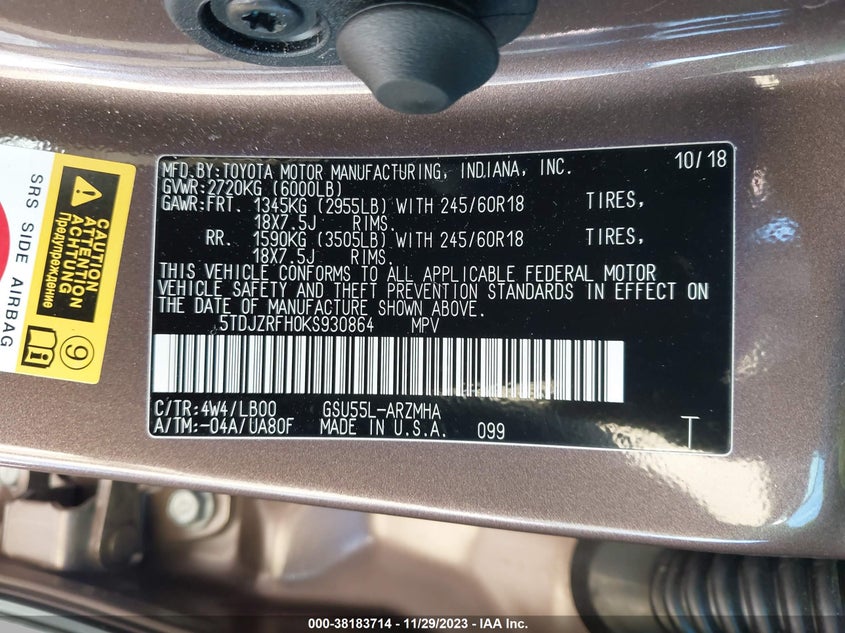 MFD.BY:TOYOTA MOTOR MANUFACTURING, INDIANA, INC. 10/18
GVWR:2720KG (6000LB)
GAWR:FRT. 1345KG (2955LB) WITH 245/60R18 TIRES,
18X7.5J RIMS.
RR. 1590KG (3505LB) WITH 245/60R18 TIRES,
18X7.5J RIMS.
THIS VEHICLE CONFORMS TO ALL APPLICABLE FEDERAL MOTOR
VEHICLE SAFETY AND THEFT PREVENTION STANDARDS IN EFFECT ON
THE DATE OF MANUFACTURE SHOWN ABOVE.
5TDJZRFH0KS930864 MPV
C/TR:4W4/LB00 GSU55L-ARZMHA
A/TM:-04A/UA80F MADE IN U.S.A. 099 T
SRS SIDE AIRBAG
CAUTION
ATTENTION
ACHTUNG
Предупреждение
9
000-38183714 - 11/29/2023 - IAA Inc.